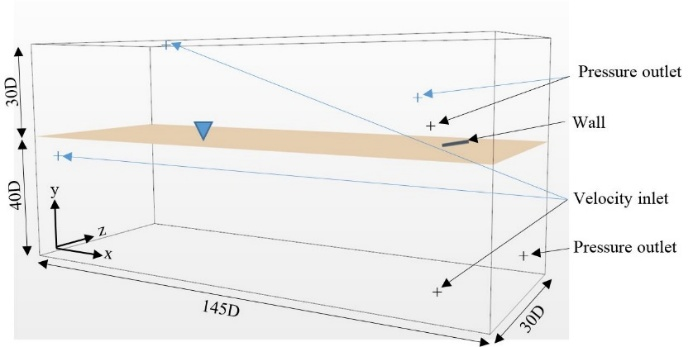 30D
Pressure outlet
Wall
40D
y
z
x
Velocity inlet
Pressure outlet
145D
30D